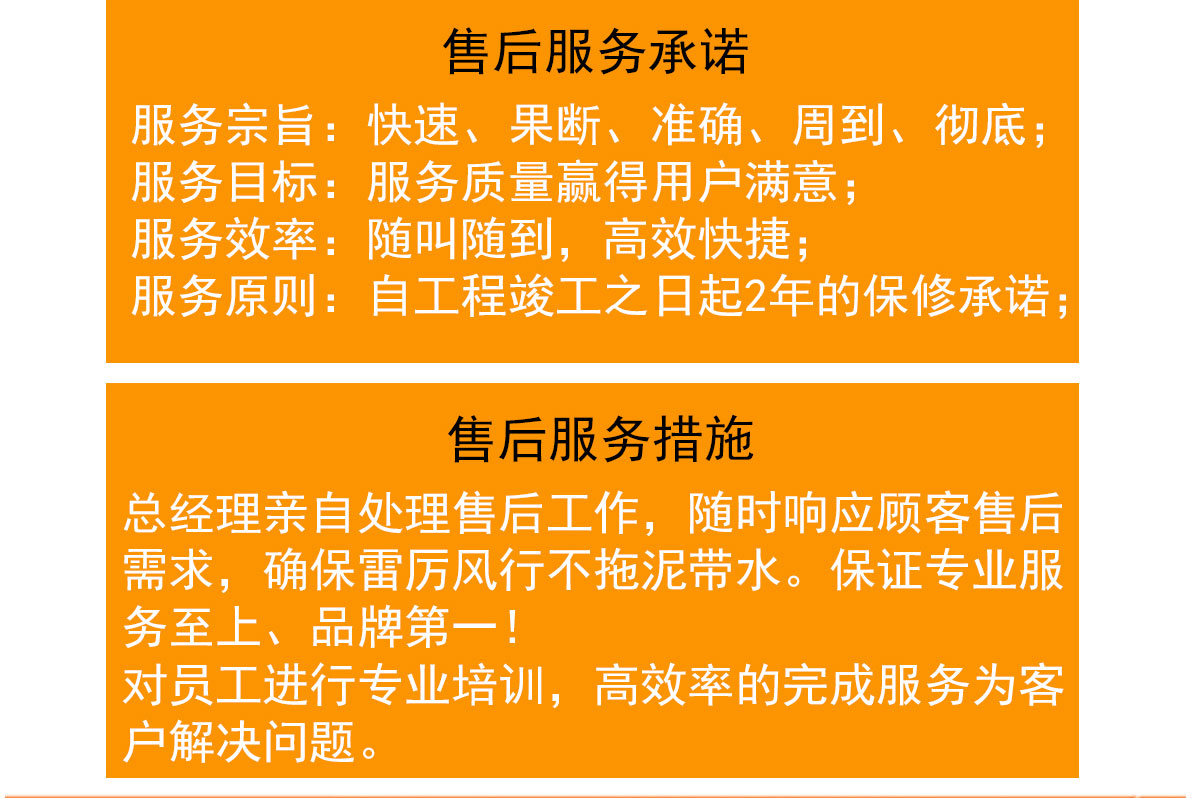 售后服务承诺
服务宗旨：快速、果断、准确、周到、彻底；
服务目标：服务质量赢得用户满意；
服务效率：随叫随到，高效快捷；
服务原则：自工程竣工之日起2年的保修承诺；
售后服务措施
总经理亲自处理售后工作，随时响应顾客售后
需求，确保雷厉风行不拖泥带水。保证专业服
务至上、品牌第一！
对员工进行专业培训，高效率的完成服务为客
户解决问题。